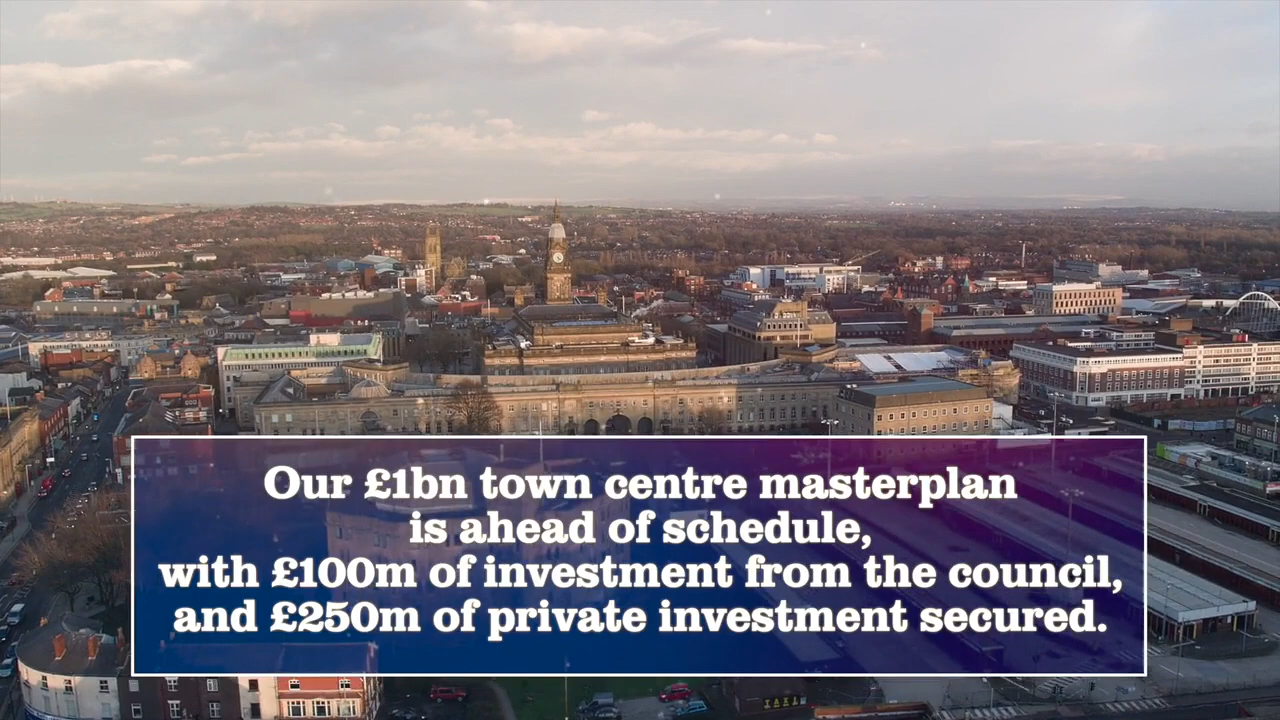 Our £1bn town centre masterplan
is ahead of schedule,
with £100m of investment from the council,
and £250m of private investment secured.
TAXI